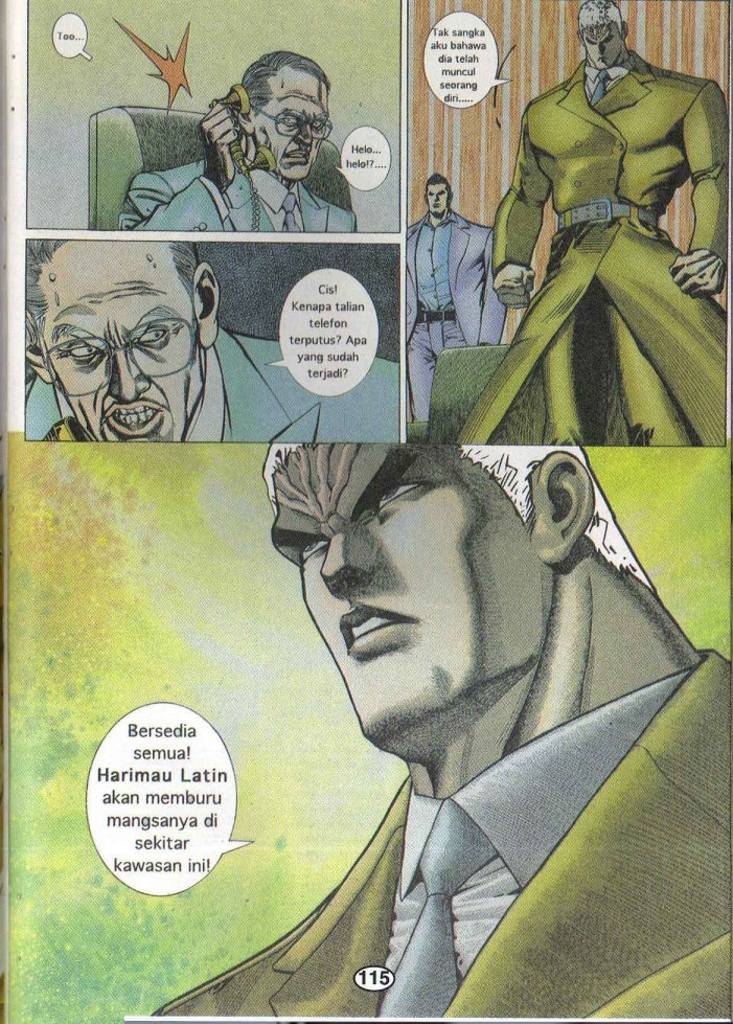 Too...
Helo...
helo!?....
Cis!
Kenapa talian
telefon
terputus? Apa
yang sudah
terjadi?
Tak sangka
aku bahawa
dia telah
muncul
seorang
diri.....
Bersedia
semua!
Harimau Latin
akan memburu
mangsanya di
sekitar
kawasan ini!
115